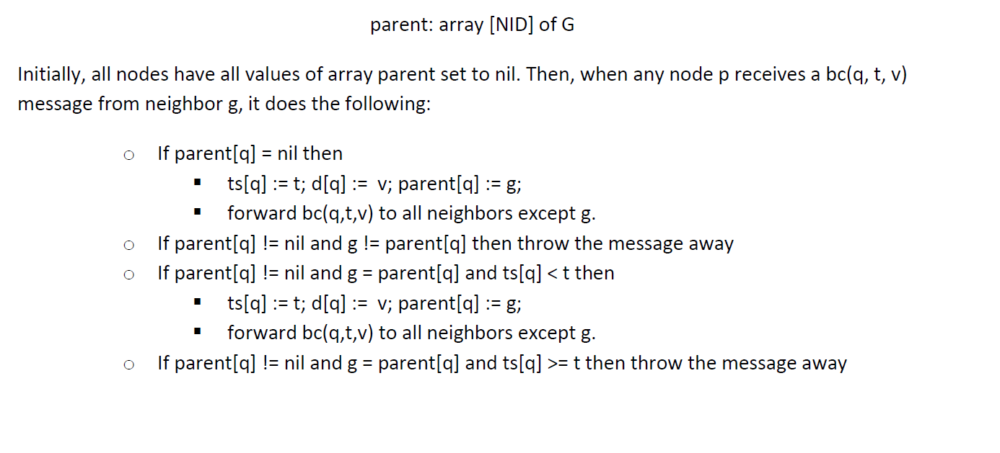 parent: array [NID] of G
Initially, all nodes have all values of array parent set to nil. Then, when any node p receives a bc(q, t, v)
message from neighbor g, it does the following:
○ If parent[q] = nil then
▪ ts[q] := t; d[q] := v; parent[q] := g;
▪ forward bc(q,t,v) to all neighbors except g.
○ If parent[q] != nil and g != parent[q] then throw the message away
○ If parent[q] != nil and g = parent[q] and ts[q] < t then
▪ ts[q] := t; d[q] := v; parent[q] := g;
▪ forward bc(q,t,v) to all neighbors except g.
○ If parent[q] != nil and g = parent[q] and ts[q] >= t then throw the message away